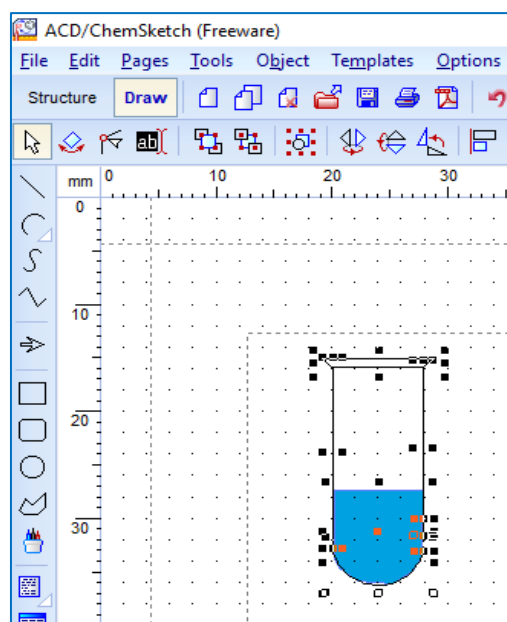 ACD/ChemSketch (Freeware)
File Edit Pages Tools Object Templates Options
Structure Draw
ab
mm 0 10 20 30
0
10
20
30